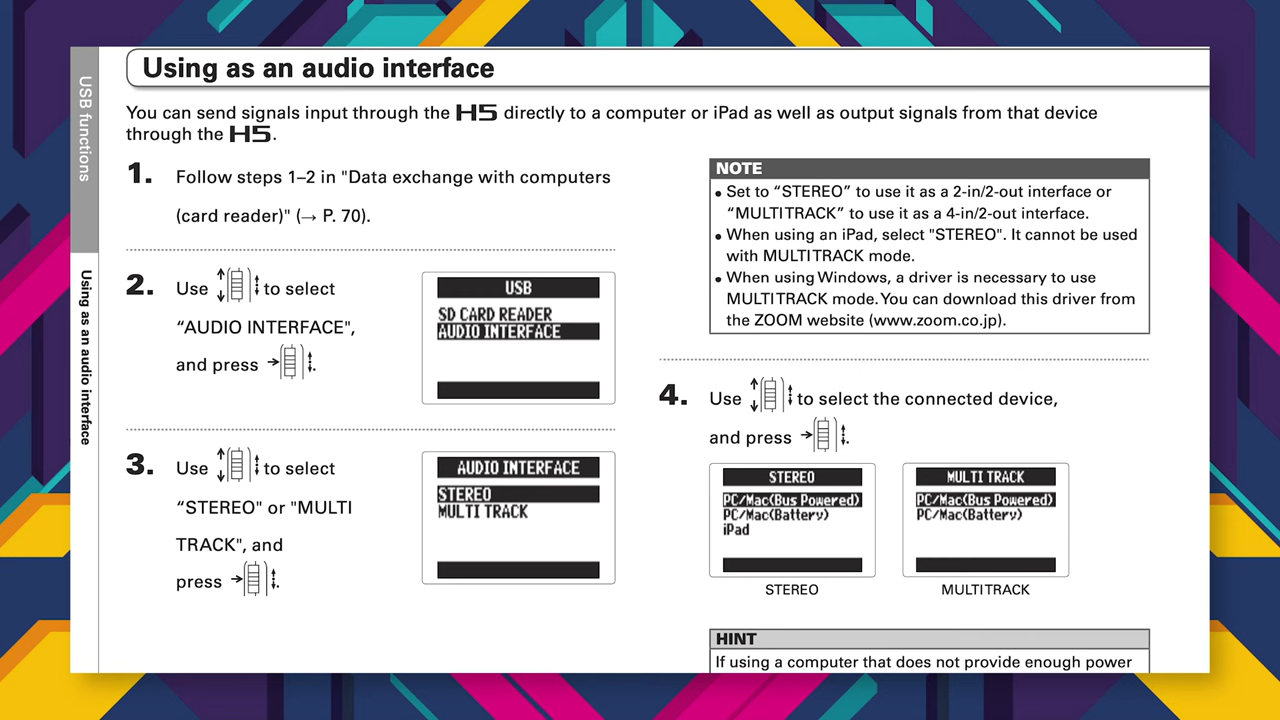 USB functions
Using as an audio interface
Using as an audio interface
You can send signals input through the H5 directly to a computer or iPad as well as output signals from that device
through the H5.
1. Follow steps 1–2 in "Data exchange with computers
(card reader)" (→ P. 70).
2. Use to select
“AUDIO INTERFACE",
and press .
USB
SD CARD READER
AUDIO INTERFACE
3. Use to select
“STEREO" or "MULTI
TRACK", and
press .
AUDIO INTERFACE
STEREO
MULTI TRACK
NOTE
• Set to “STEREO” to use it as a 2-in/2-out interface or
“MULTITRACK” to use it as a 4-in/2-out interface.
• When using an iPad, select "STEREO". It cannot be used
with MULTITRACK mode.
• When using Windows, a driver is necessary to use
MULTITRACK mode. You can download this driver from
the ZOOM website (www.zoom.co.jp).
4. Use to select the connected device,
and press .
STEREO
PC/Mac(Bus Powered)
PC/Mac(Battery)
iPad
STEREO
MULTI TRACK
PC/Mac(Bus Powered)
PC/Mac(Battery)
MULTITRACK
HINT
If using a computer that does not provide enough power